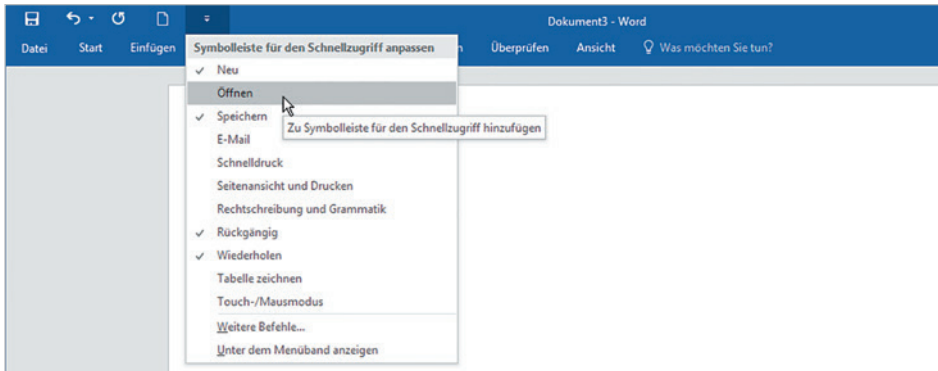 Dokument3 - Word
Datei Start Einfügen Überprüfen Ansicht Was möchten Sie tun?
Symbolleiste für den Schnellzugriff anpassen
Neu
Öffnen
Speichern
Zu Symbolleiste für den Schnellzugriff hinzufügen
E-Mail
Schnelldruck
Seitenansicht und Drucken
Rechtschreibung und Grammatik
Rückgängig
Wiederholen
Tabelle zeichnen
Touch-/Mausmodus
Weitere Befehle...
Unter dem Menüband anzeigen